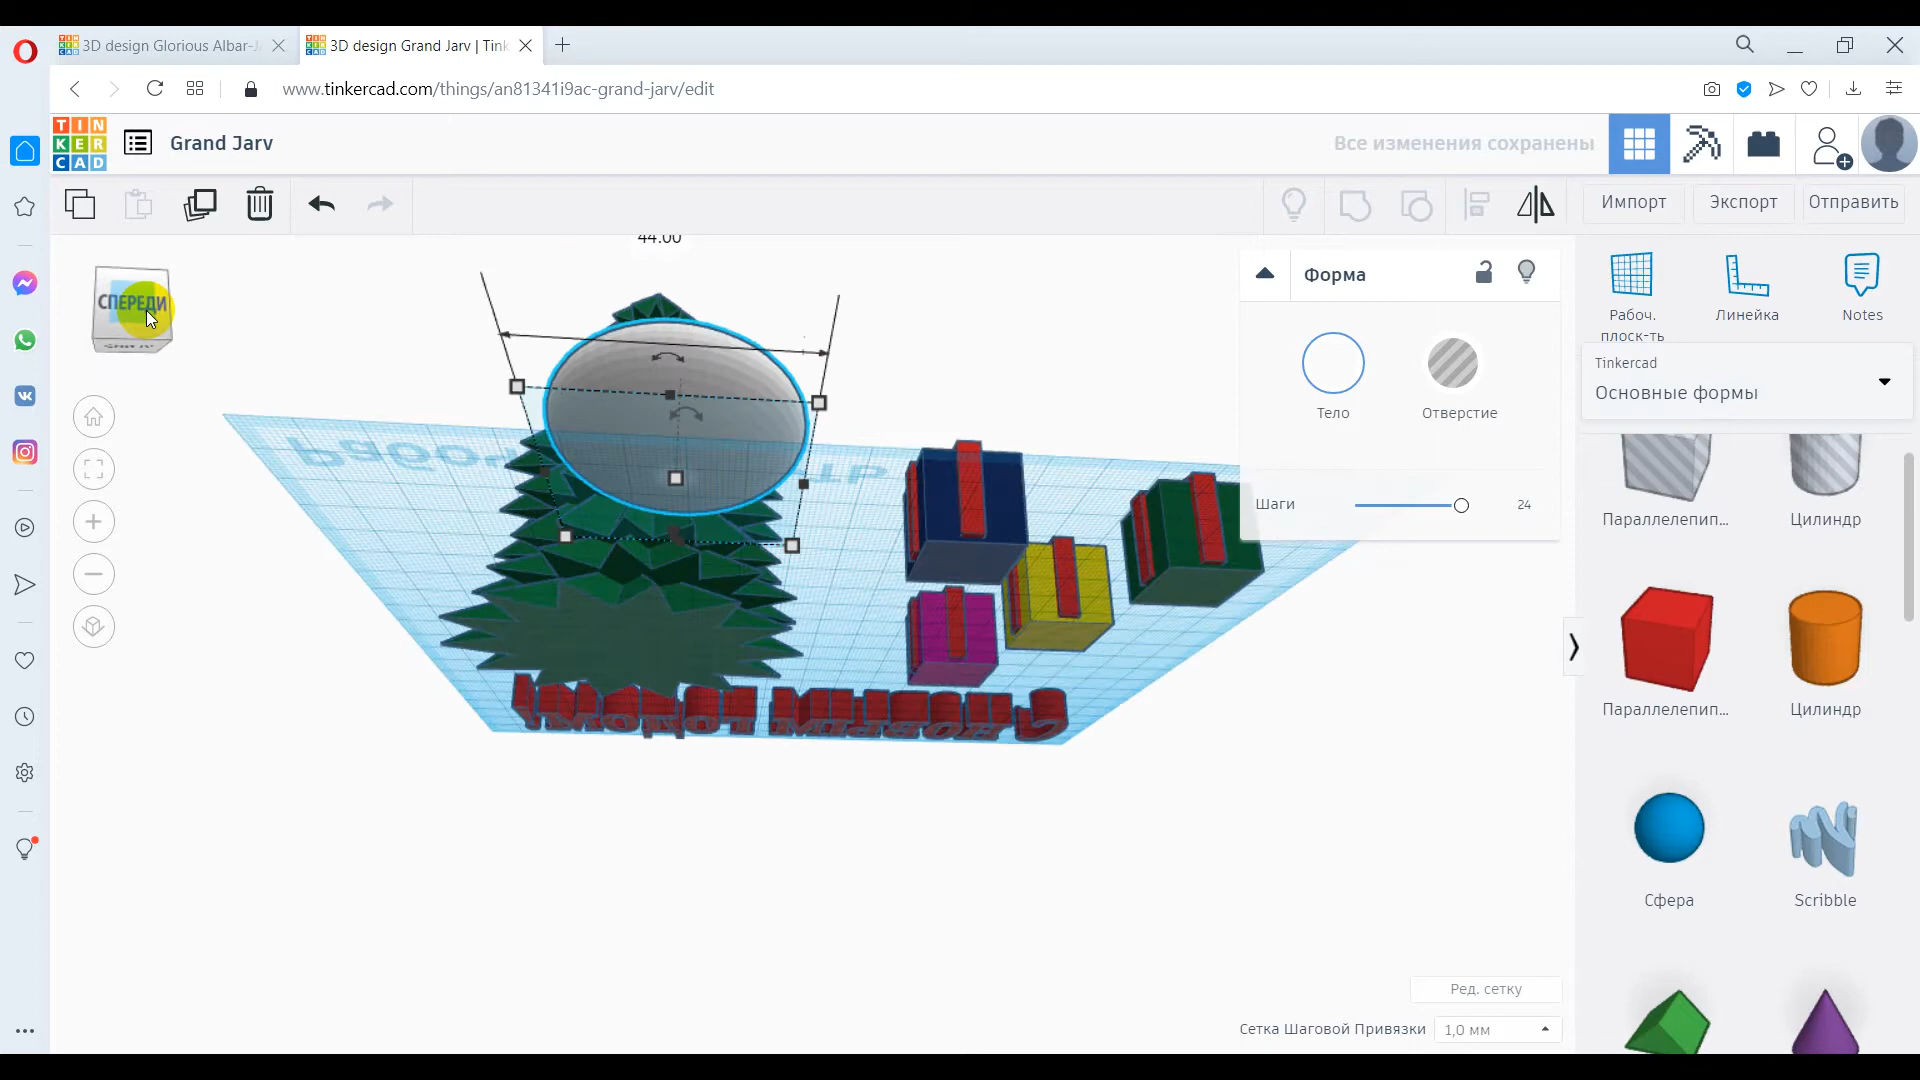 3D design Glorious Albar-J
3D design Grand Jarv | Tink
www.tinkercad.com/things/an81341i9ac-grand-jarv/edit
TIN
KER
CAD
Grand Jarv
Все изменения сохранены
Импорт
Экспорт
Отправить
44.00
СПЕРЕДИ
СНИЗУ
Форма
Тело
Отверстие
Шаги
24
Рабоч.
плоск-ть
Линейка
Notes
Tinkercad
Основные формы
Параллелепип...
Цилиндр
Параллелепип...
Цилиндр
Сфера
Scribble
С Новым Годом!
Ред. сетку
Сетка Шаговой Привязки
1,0 мм